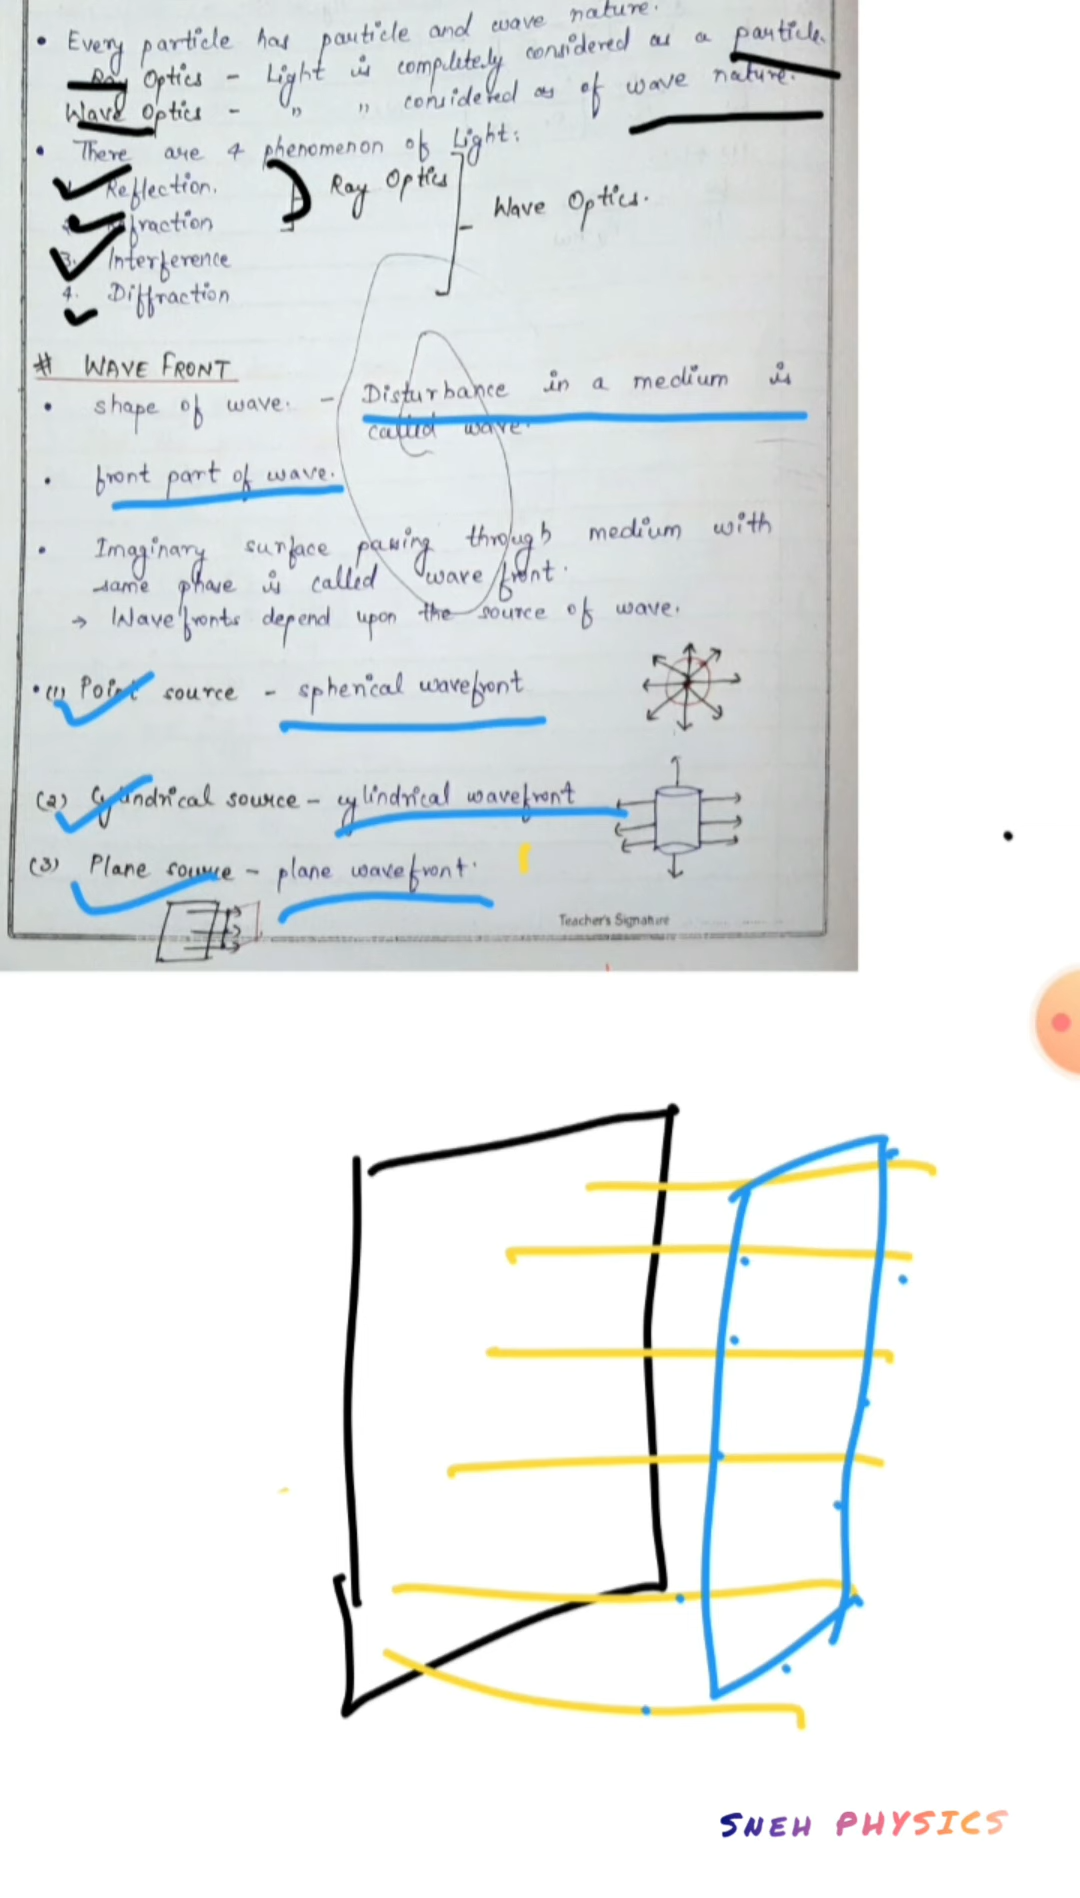 • Every particle has particle and wave nature.
Ray Optics - Light is completely considered as a particle.
Wave Optics - " " considered as of wave nature.
• There are 4 phenomenon of Light:
Reflection.
Refraction
3. Interference
4. Diffraction
Ray Optics
Wave Optics.
# WAVE FRONT
• shape of wave. - Disturbance in a medium is
called wave.
• front part of wave.
• Imaginary surface passing through medium with
same phase is called wave front.
→ Wavefronts depend upon the source of wave.
• (1) Point source - spherical wavefront
(2) Cylindrical source - cylindrical wavefront
(3) Plane source - plane wavefront.
Teacher's Signature
SNEH PHYSICS